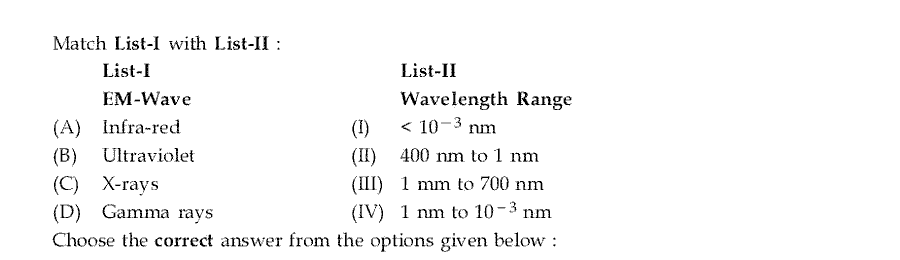 Match List-I with List-II :
List-I List-II
EM-Wave Wavelength Range
(A) Infra-red (I) < 10⁻³ nm
(B) Ultraviolet (II) 400 nm to 1 nm
(C) X-rays (III) 1 mm to 700 nm
(D) Gamma rays (IV) 1 nm to 10⁻³ nm
Choose the correct answer from the options given below :